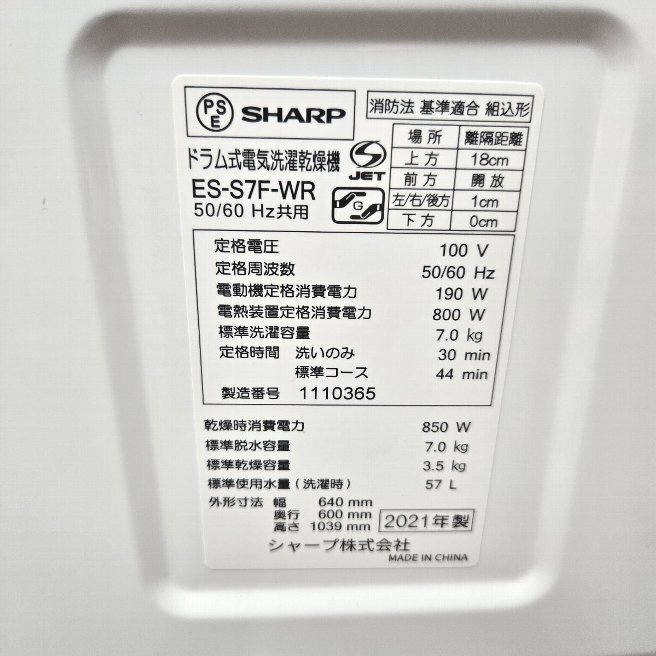 PSE SHARP
消防法 基準適合 組込形
ドラム式電気洗濯乾燥機
ES-S7F-WR
50/60 Hz共用
S JET
G
場所 離隔距離
上方 18cm
前方 開放
左/右/後方 1cm
下方 0cm
定格電圧 100 V
定格周波数 50/60 Hz
電動機定格消費電力 190 W
電熱装置定格消費電力 800 W
標準洗濯容量 7.0 kg
定格時間 洗いのみ 30 min
標準コース 44 min
製造番号 1110365
乾燥時消費電力 850 W
標準脱水容量 7.0 kg
標準乾燥容量 3.5 kg
標準使用水量(洗濯時) 57 L
外形寸法 幅 640 mm
奥行 600 mm
高さ 1039 mm
2021年製
シャープ株式会社
MADE IN CHINA